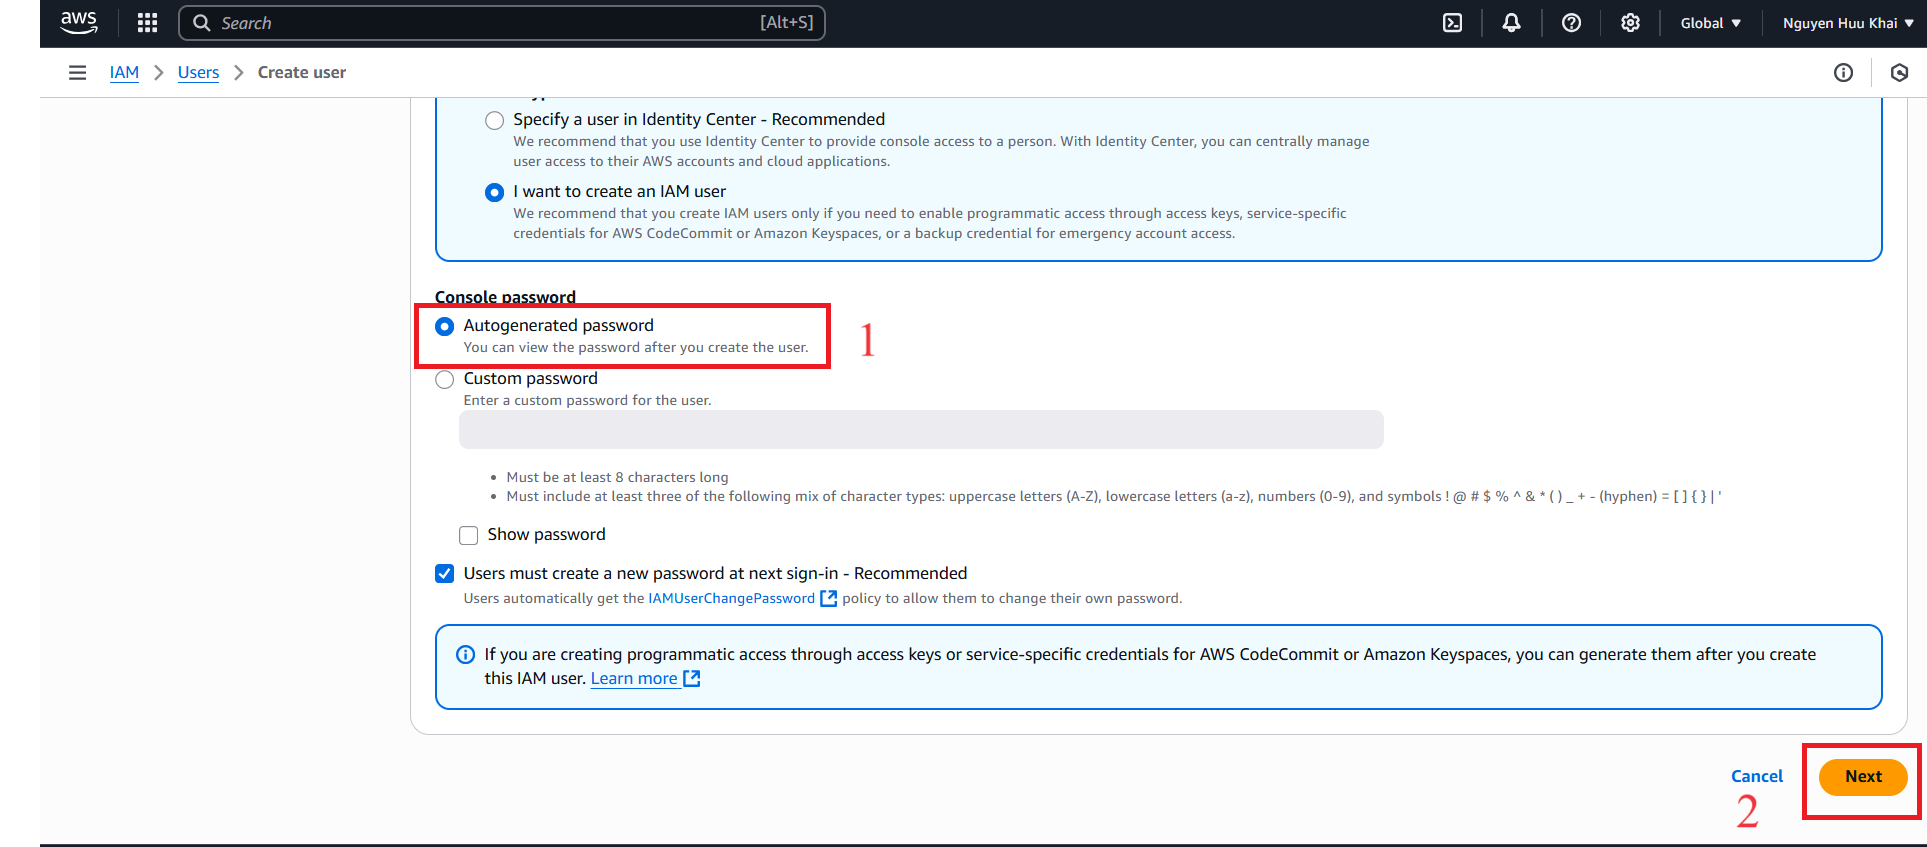 aws
Search
[Alt+S]
Global
Nguyen Huu Khai
IAM
Users
Create user
Specify a user in Identity Center - Recommended
We recommend that you use Identity Center to provide console access to a person. With Identity Center, you can centrally manage
user access to their AWS accounts and cloud applications.
I want to create an IAM user
We recommend that you create IAM users only if you need to enable programmatic access through access keys, service-specific
credentials for AWS CodeCommit or Amazon Keyspaces, or a backup credential for emergency account access.
Console password
Autogenerated password
You can view the password after you create the user.
1
Custom password
Enter a custom password for the user.
• Must be at least 8 characters long
• Must include at least three of the following mix of character types: uppercase letters (A-Z), lowercase letters (a-z), numbers (0-9), and symbols ! @ # $ % ^ & * ( ) _ + - (hyphen) = [ ] { } | '
Show password
Users must create a new password at next sign-in - Recommended
Users automatically get the IAMUserChangePassword policy to allow them to change their own password.
If you are creating programmatic access through access keys or service-specific credentials for AWS CodeCommit or Amazon Keyspaces, you can generate them after you create
this IAM user. Learn more
Cancel
Next
2